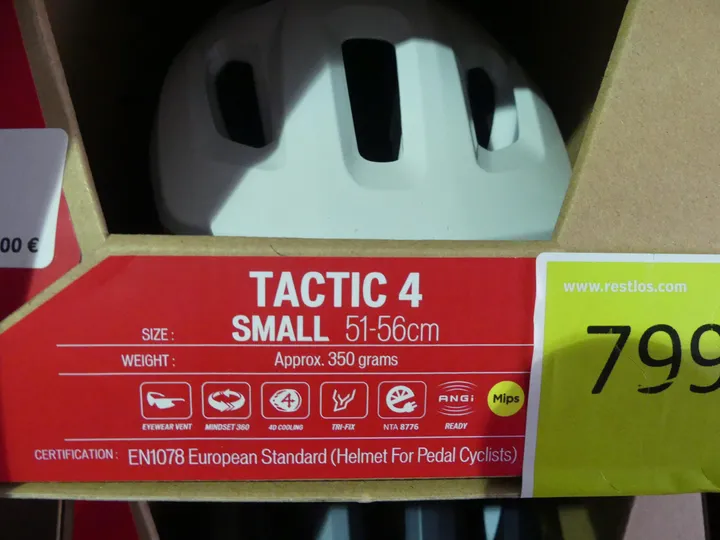 00 €
TACTIC 4
SIZE : SMALL 51-56cm
WEIGHT : Approx. 350 grams
4
ANGi
Mips
EYEWEAR VENT MINDSET 360 4D COOLING TRI-FIX NTA 8776 READY
CERTIFICATION : EN1078 European Standard (Helmet For Pedal Cyclists)
www.restlos.com
799